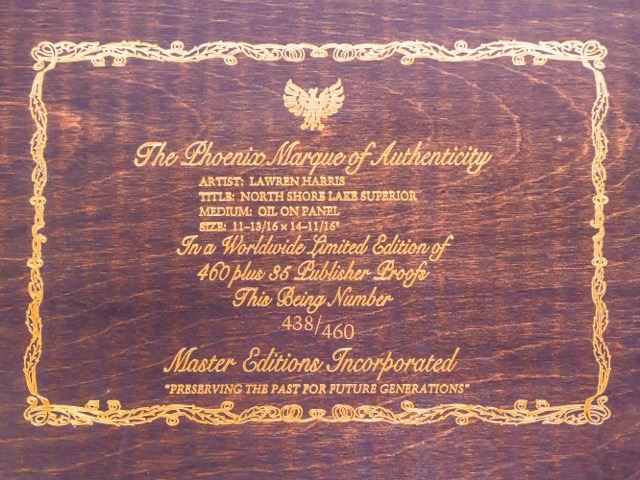 The Phoenix Marque of Authenticity
ARTIST: LAWREN HARRIS
TITLE: NORTH SHORE LAKE SUPERIOR
MEDIUM: OIL ON PANEL
SIZE: 11-13/16 x 14-11/16"
In a Worldwide Limited Edition of
460 plus 35 Publisher Proofs
This Being Number
438/460
Master Editions Incorporated
"PRESERVING THE PAST FOR FUTURE GENERATIONS"